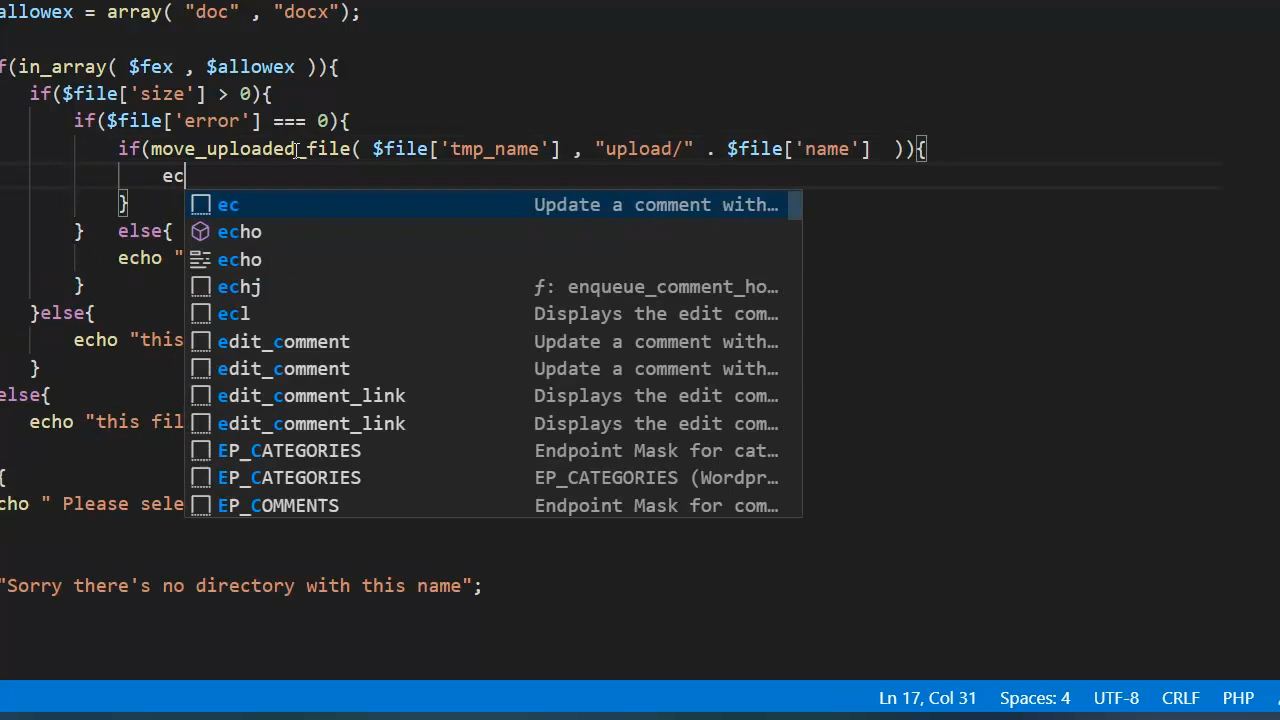 allowex = array( "doc" , "docx");
f(in_array( $fex , $allowex )){
if($file['size'] > 0){
if($file['error'] === 0){
if(move_uploaded_file( $file['tmp_name'] , "upload/" . $file['name']  )){
ec
}
ec Update a comment with…
} else{
echo
echo "
echo
}
echj ƒ: enqueue_comment_ho…
}else{
ecl Displays the edit com…
echo "this
edit_comment Update a comment with…
}
edit_comment Update a comment with…
else{
edit_comment_link Displays the edit com…
echo "this fil
edit_comment_link Displays the edit com…
EP_CATEGORIES Endpoint Mask for cat…
{
EP_CATEGORIES EP_CATEGORIES (Wordpr…
cho " Please sele
EP_COMMENTS Endpoint Mask for com…
"Sorry there's no directory with this name";
Ln 17, Col 31 Spaces: 4 UTF-8 CRLF PHP